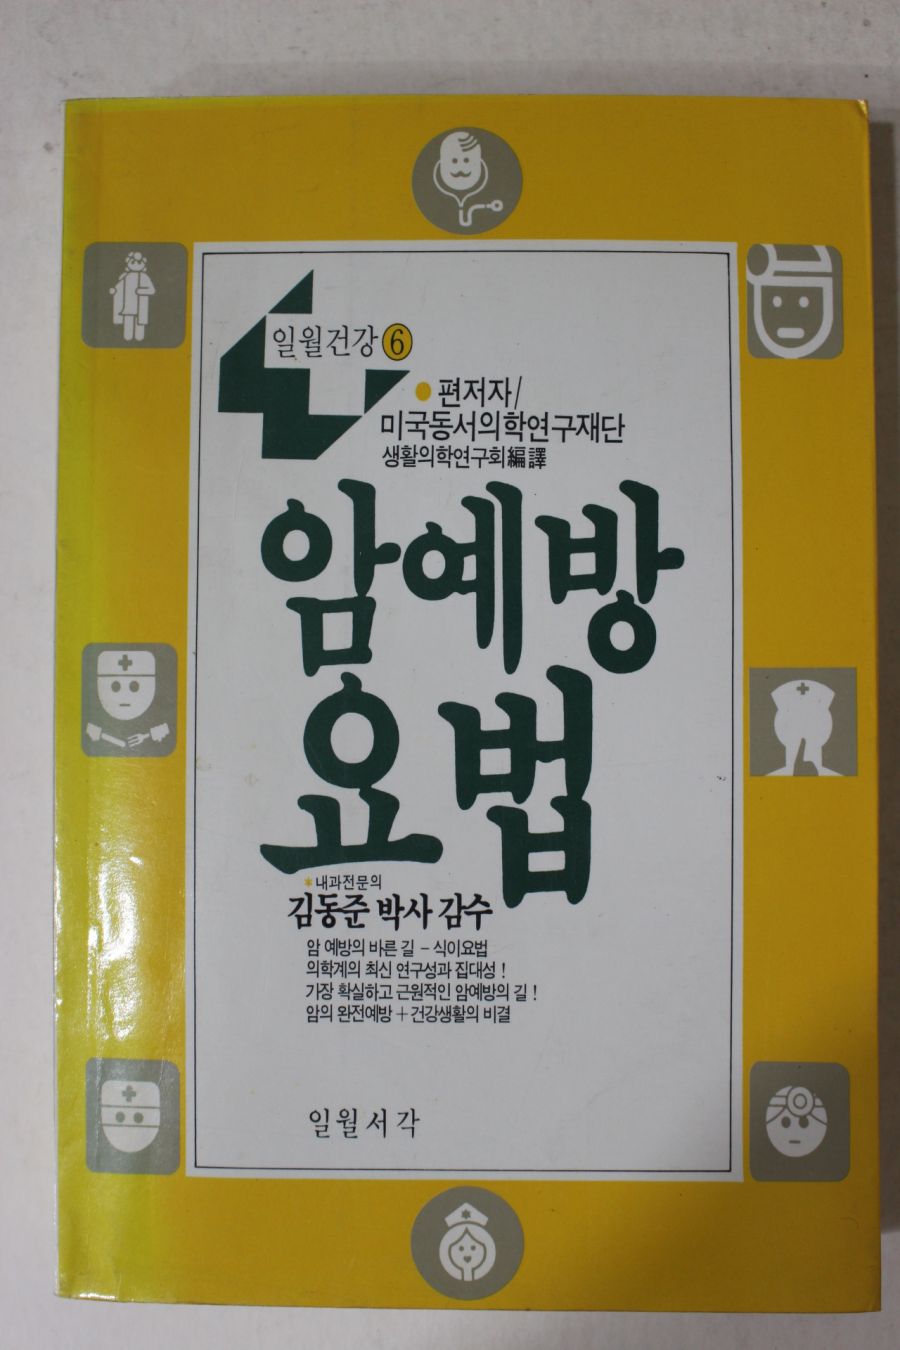 일월건강 6
편저자/
미국동서의학연구재단
생활의학연구회編譯
암예방
요법
*내과전문의
김동준 박사 감수
암 예방의 바른 길 - 식이요법
의학계의 최신 연구성과 집대성!
가장 확실하고 근원적인 암예방의 길!
암의 완전예방 + 건강생활의 비결
일월서각